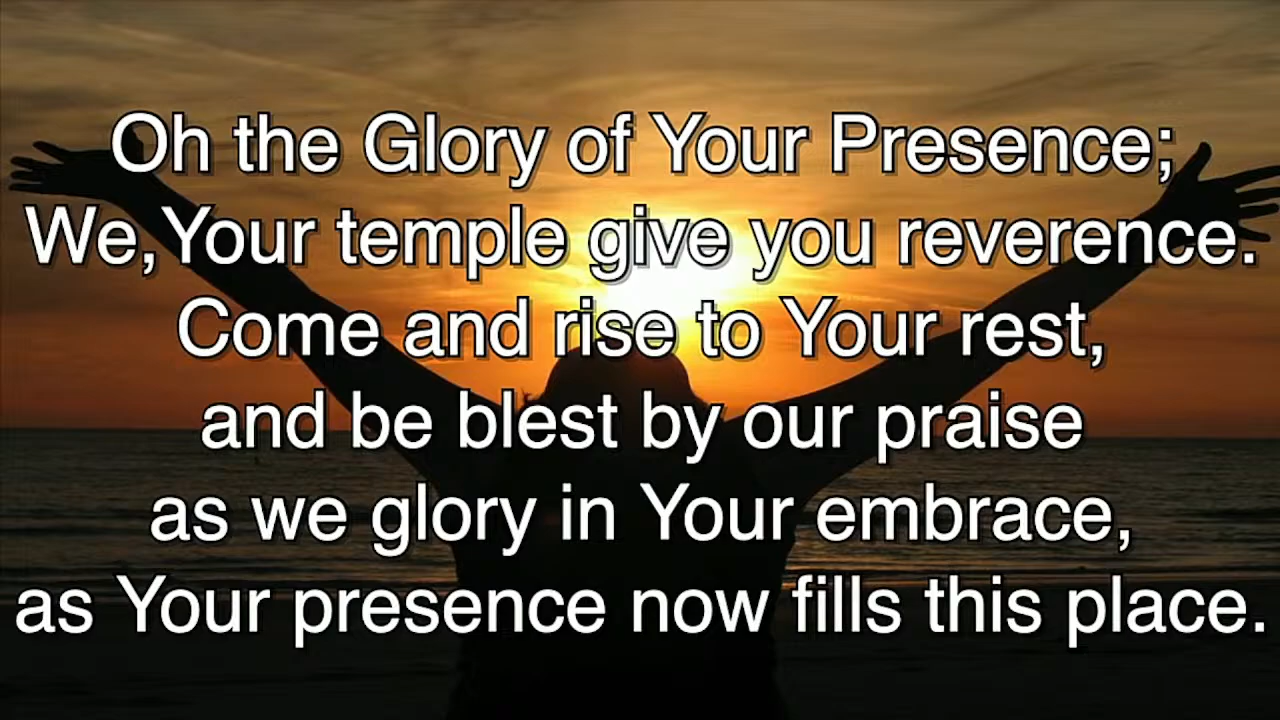 Oh the Glory of Your Presence;
We, Your temple give you reverence.
Come and rise to Your rest,
and be blest by our praise
as we glory in Your embrace,
as Your presence now fills this place.